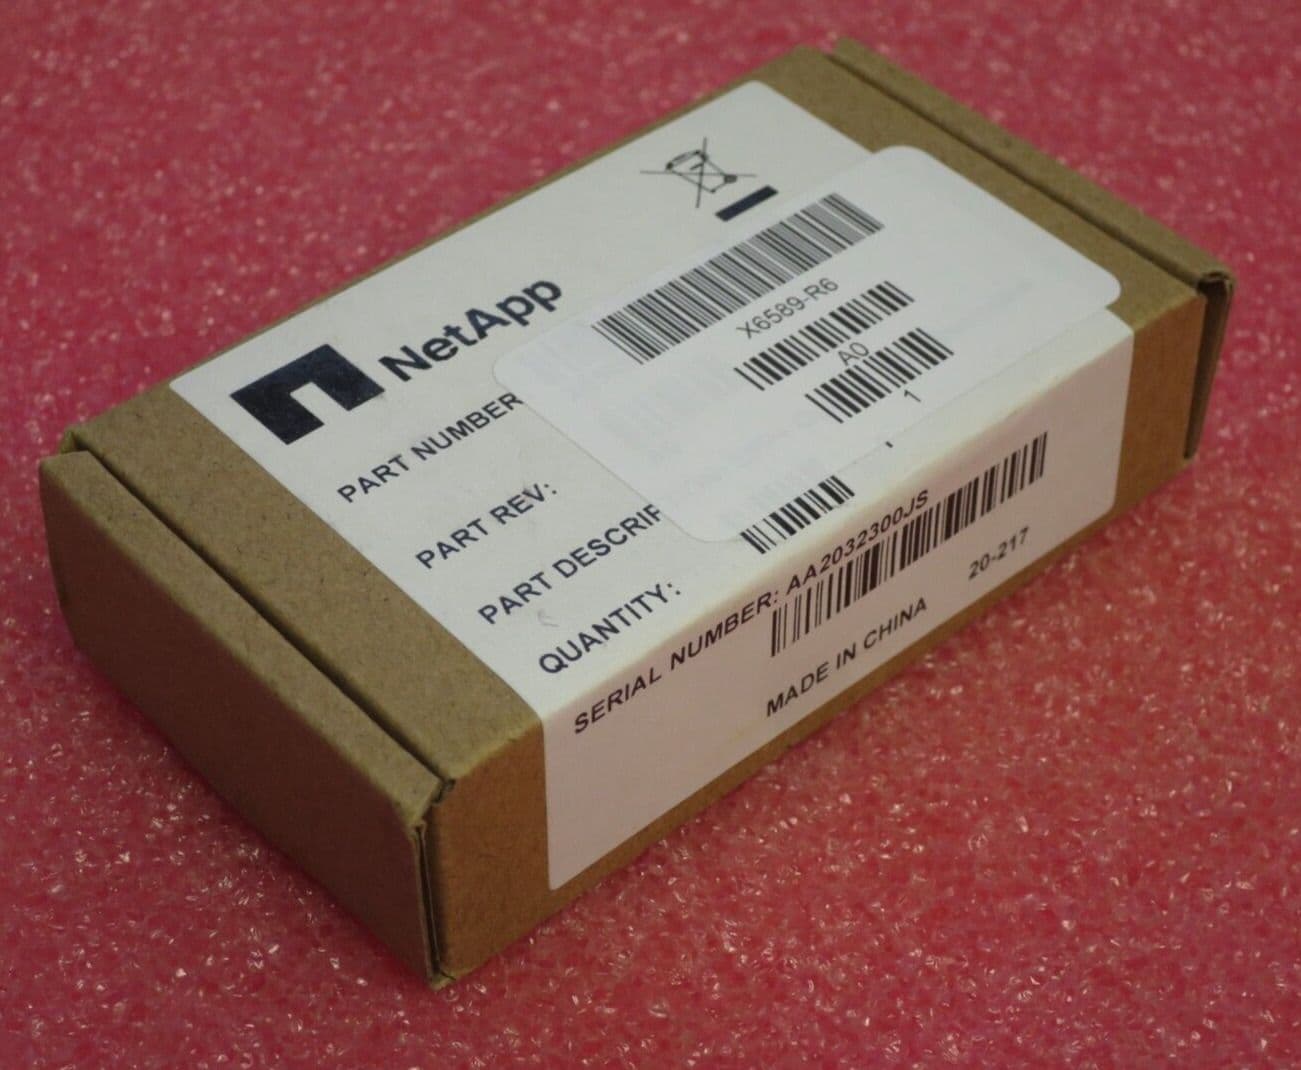 NetApp
X6589-R6
A0
1
PART NUMBER
PART REV:
PART DESCRIP
QUANTITY:
SERIAL NUMBER: AA2032300JS
MADE IN CHINA
20-217